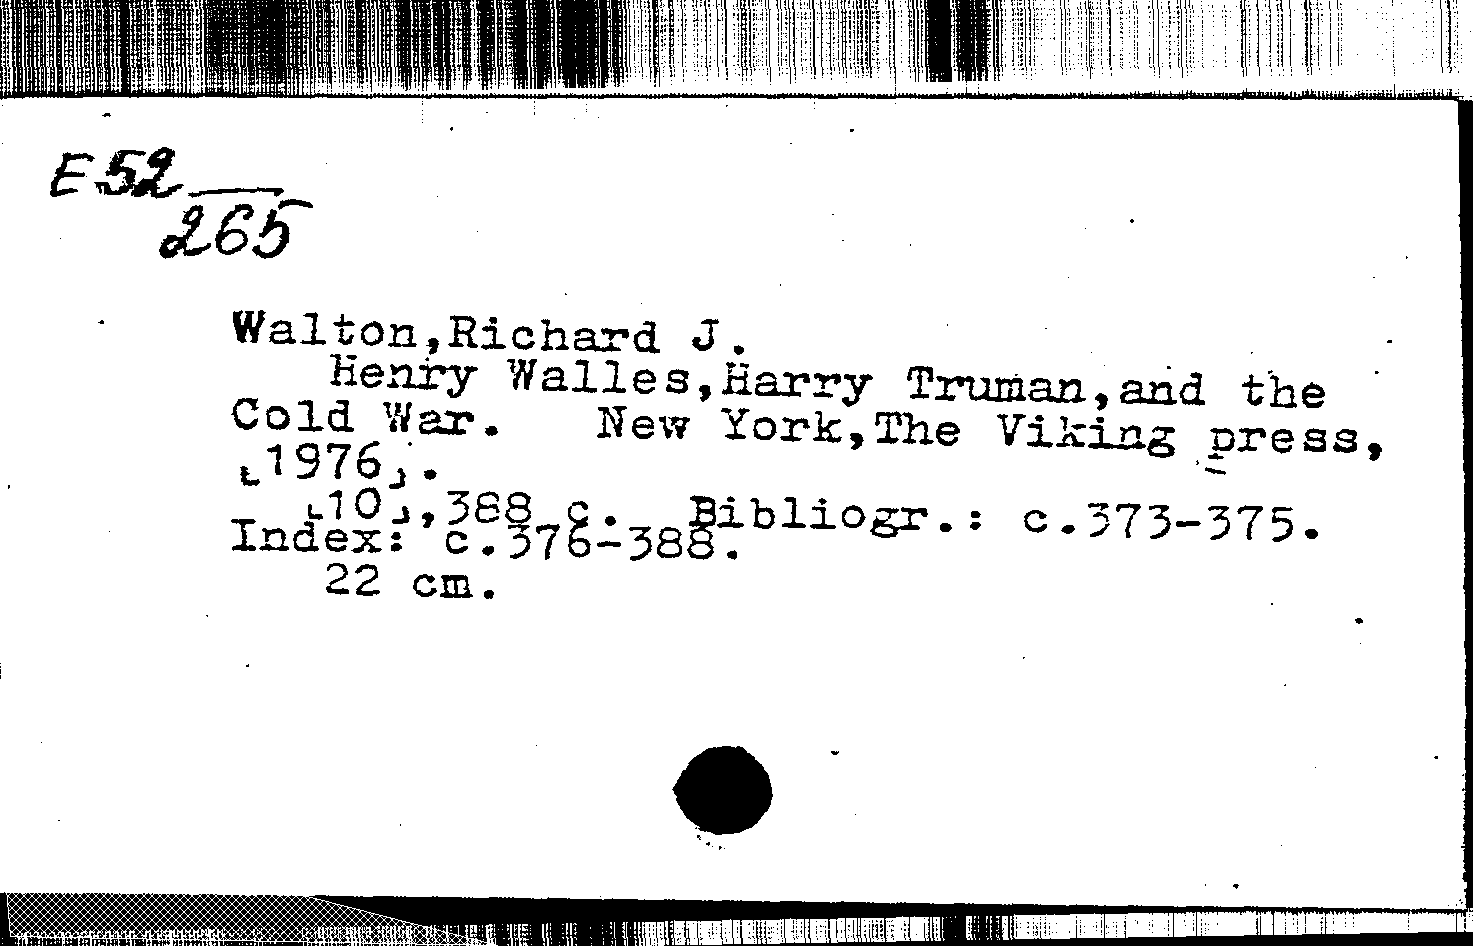 E 52
265
Walton,Richard J.
Henry Walles,Harry Truman,and the
Cold War. New York,The Viking press,
[1976].
[10],388 c. Bibliogr.: c.373-375.
Index: c.376-388.
22 cm.